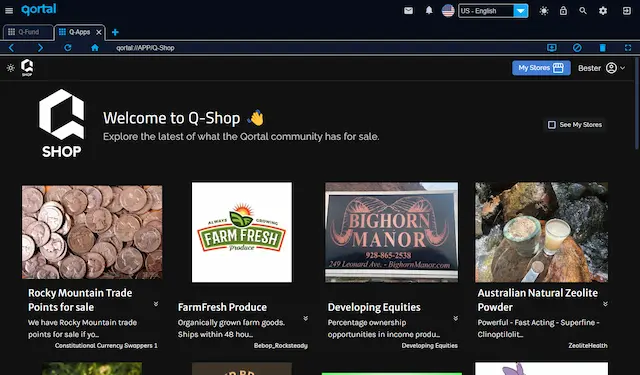 qortal
US - English
Q-Fund
Q-Apps
qortal://APP/Q-Shop
SHOP
My Stores
Bester
SHOP
Welcome to Q-Shop
Explore the latest of what the Qortal community has for sale.
See My Stores
ALWAYS GROWING
FARM FRESH
Produce
BIGHORN
MANOR
928-865-2538
249 Leonard Ave. - BighornManor.com
Rocky Mountain Trade
Points for sale
We have Rocky Mountain trade
points for sale if yo...
Constitutional Currency Swappers 1
FarmFresh Produce
Organically grown farm goods.
Ships within 48 hou...
Bebop_Rocksteady
Developing Equities
Percentage ownership
opportunities in income produ...
Developing Equities
Australian Natural Zeolite
Powder
Powerful - Fast Acting - Superfine -
Clinoptilolit...
ZeoliteHealth